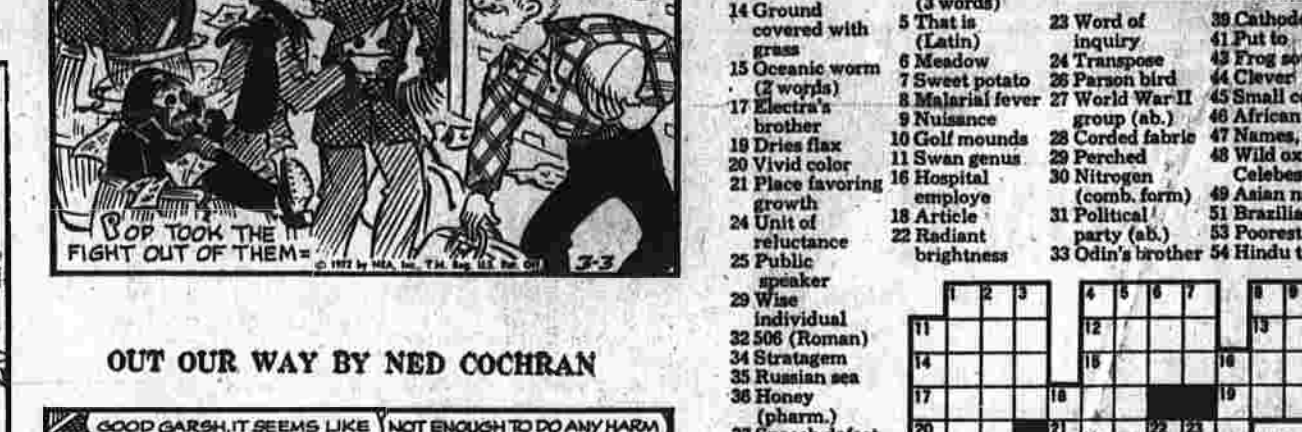 POP TOOK THE
FIGHT OUT OF THEM=
© 1972 by NEA, Inc., T.M. Reg. U.S. Pat. Off.
3-3
OUT OUR WAY BY NED COCHRAN
GOOD GARSH, IT SEEMS LIKE
NOT ENOUGH TO DO ANY HARM
14 Ground
covered with
grass
15 Oceanic worm
(2 words)
17 Electra's
brother
19 Dries flax
20 Vivid color
21 Place favoring
growth
24 Unit of
reluctance
25 Public
speaker
29 Wise
individual
32 506 (Roman)
34 Stratagem
35 Russian sea
36 Honey
(pharm.)
(3 words)
5 That is
(Latin)
6 Meadow
7 Sweet potato
8 Malarial fever
9 Nuisance
10 Golf mounds
11 Swan genus
16 Hospital
employe
18 Article
22 Radiant
brightness
23 Word of
inquiry
24 Transpose
26 Parson bird
27 World War II
group (ab.)
28 Corded fabric
29 Perched
30 Nitrogen
(comb. form)
31 Political
party (ab.)
33 Odin's brother
39 Cathode
41 Put to
43 Frog
44 Clever
45 Small
46 African
47 Names,
48 Wild ox
Celebes
49 Asian
51
53 Poorest
54 Hindu
1 2 3 4 5 6 7 8 9
11 12 13
14 15 16
17 18 19
20 21 22 23